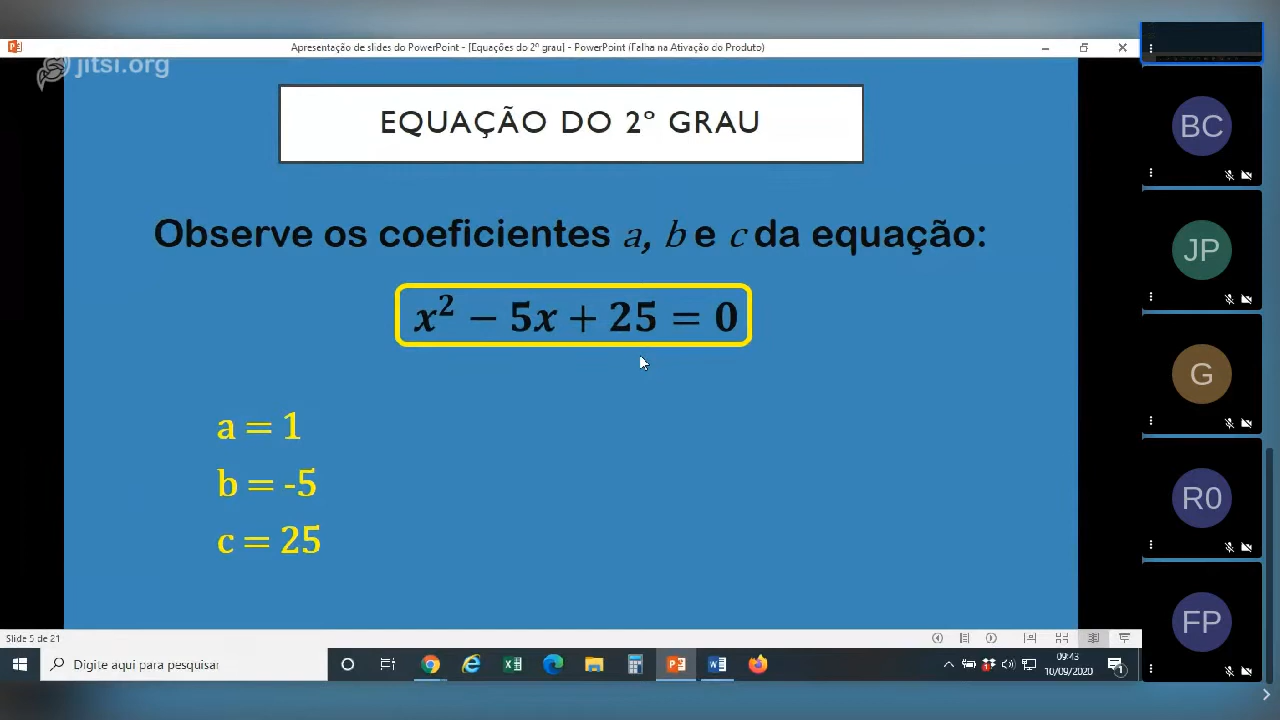 Apresentação de slides do PowerPoint - [Equações do 2º grau] - PowerPoint (Falha na Ativação do Produto)
jitsi.org
EQUAÇÃO DO 2º GRAU
Observe os coeficientes a, b e c da equação:
x² − 5x + 25 = 0
a = 1
b = -5
c = 25
BC
JP
G
R0
FP
Slide 5 de 21
Digite aqui para pesquisar
09:43
10/09/2020